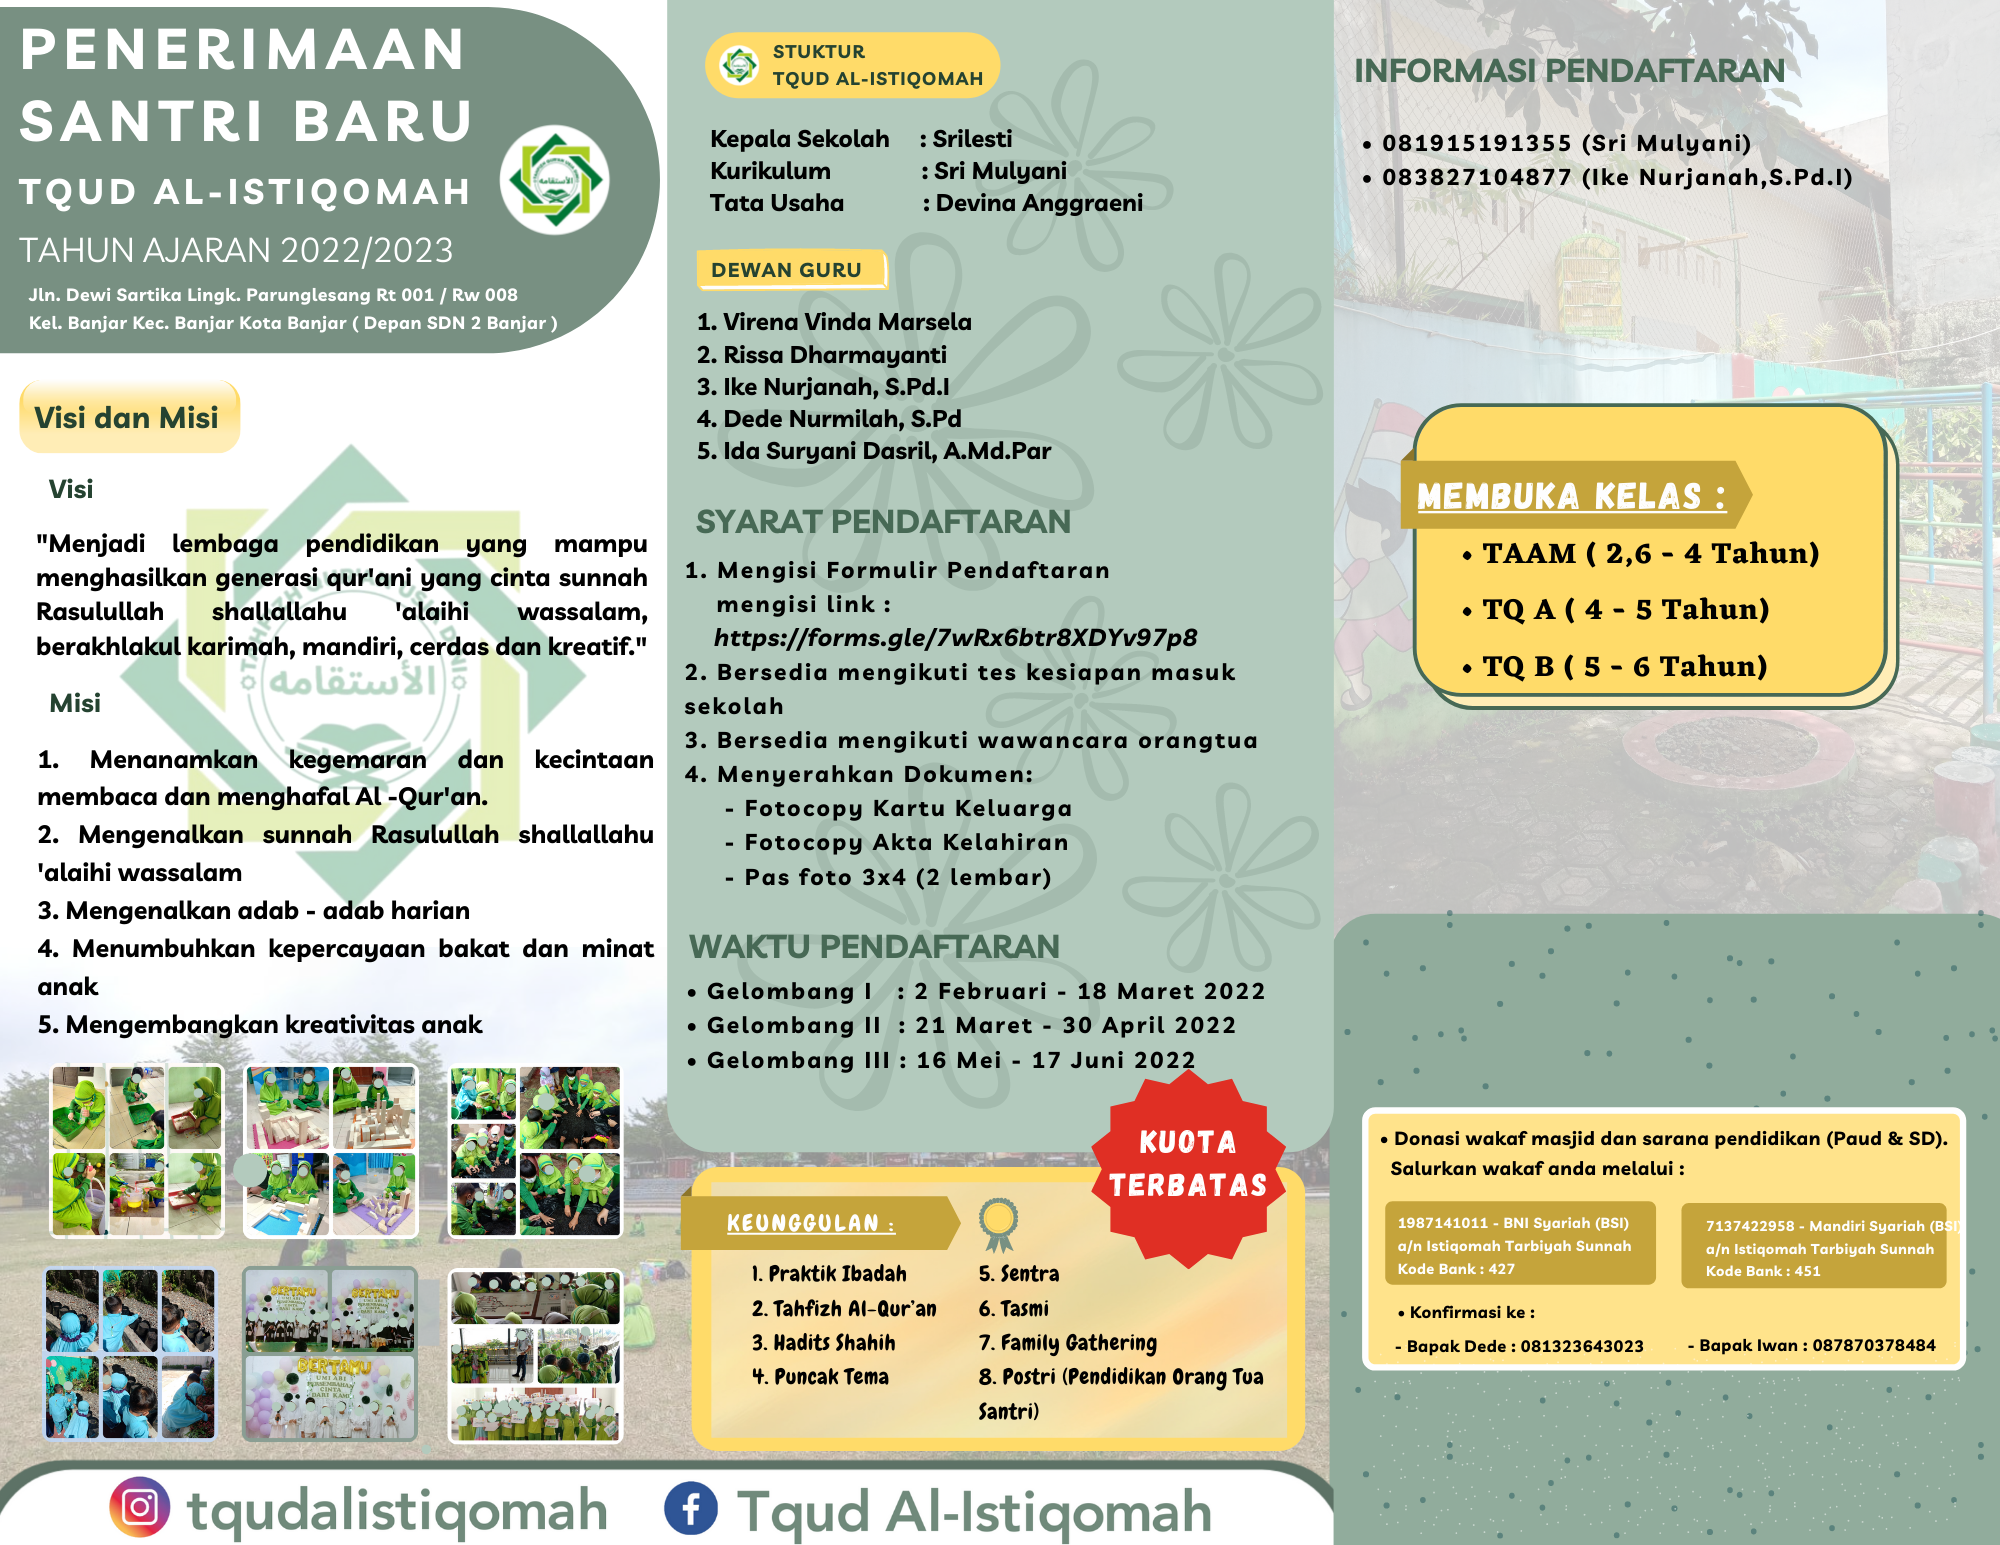 PENERIMAAN
SANTRI BARU
TQUD AL-ISTIQOMAH
TAHUN AJARAN 2022/2023
Jln. Dewi Sartika Lingk. Parunglesang Rt 001 / Rw 008
Kel. Banjar Kec. Banjar Kota Banjar ( Depan SDN 2 Banjar )
Visi dan Misi
Visi
"Menjadi lembaga pendidikan yang mampu
menghasilkan generasi qur'ani yang cinta sunnah
Rasulullah shallallahu 'alaihi wassalam,
berakhlakul karimah, mandiri, cerdas dan kreatif."
Misi
الأستقامه
1. Menanamkan kegemaran dan kecintaan
membaca dan menghafal Al -Qur'an.
2. Mengenalkan sunnah Rasulullah shallallahu
'alaihi wassalam
3. Mengenalkan adab - adab harian
4. Menumbuhkan kepercayaan bakat dan minat
anak
5. Mengembangkan kreativitas anak
BERTAMU
BERTAMU
BERTAMU
UMI ABI
PERSEMBAHAN
CINTA
DARI KAMI
tqudalistiqomah
Tqud Al-Istiqomah
STUKTUR
TQUD AL-ISTIQOMAH
Kepala Sekolah : Srilesti
Kurikulum : Sri Mulyani
Tata Usaha : Devina Anggraeni
DEWAN GURU
1. Virena Vinda Marsela
2. Rissa Dharmayanti
3. Ike Nurjanah, S.Pd.I
4. Dede Nurmilah, S.Pd
5. Ida Suryani Dasril, A.Md.Par
SYARAT PENDAFTARAN
1. Mengisi Formulir Pendaftaran
mengisi link :
https://forms.gle/7wRx6btr8XDYv97p8
2. Bersedia mengikuti tes kesiapan masuk
sekolah
3. Bersedia mengikuti wawancara orangtua
4. Menyerahkan Dokumen:
- Fotocopy Kartu Keluarga
- Fotocopy Akta Kelahiran
- Pas foto 3x4 (2 lembar)
WAKTU PENDAFTARAN
• Gelombang I : 2 Februari - 18 Maret 2022
• Gelombang II : 21 Maret - 30 April 2022
• Gelombang III : 16 Mei - 17 Juni 2022
KUOTA
TERBATAS
KEUNGGULAN :
1. Praktik Ibadah
2. Tahfizh Al-Qur'an
3. Hadits Shahih
4. Puncak Tema
5. Sentra
6. Tasmi
7. Family Gathering
8. Postri (Pendidikan Orang Tua
Santri)
INFORMASI PENDAFTARAN
• 081915191355 (Sri Mulyani)
• 083827104877 (Ike Nurjanah,S.Pd.I)
MEMBUKA KELAS :
• TAAM ( 2,6 - 4 Tahun)
• TQ A ( 4 - 5 Tahun)
• TQ B ( 5 - 6 Tahun)
• Donasi wakaf masjid dan sarana pendidikan (Paud & SD).
Salurkan wakaf anda melalui :
1987141011 - BNI Syariah (BSI)
a/n Istiqomah Tarbiyah Sunnah
Kode Bank : 427
7137422958 - Mandiri Syariah (BSI)
a/n Istiqomah Tarbiyah Sunnah
Kode Bank : 451
• Konfirmasi ke :
- Bapak Dede : 081323643023
- Bapak Iwan : 087870378484